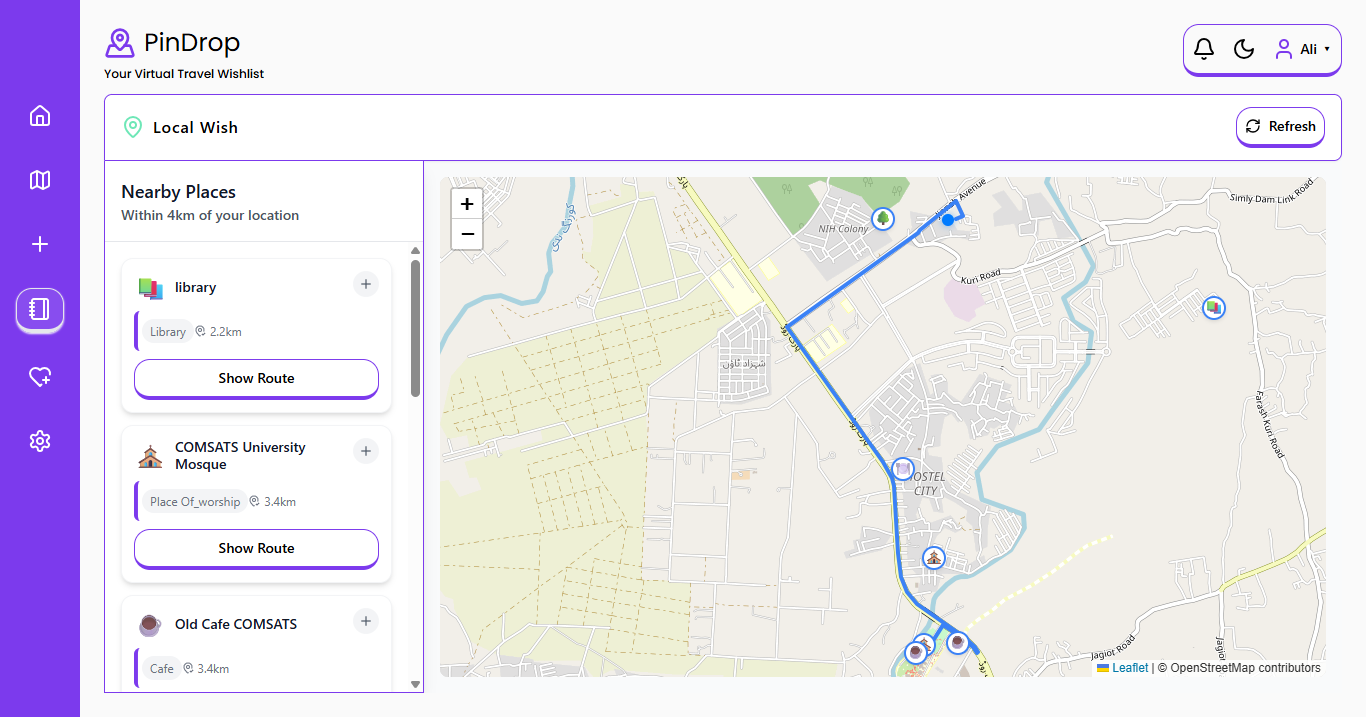 PinDrop
Your Virtual Travel Wishlist
Ali
Local Wish
Refresh
Nearby Places
Within 4km of your location
library
Library
2.2km
Show Route
COMSATS University
Mosque
Place Of_worship
3.4km
Show Route
Old Cafe COMSATS
Cafe
3.4km
+
−
NIH Colony
Avenue
Simly Dam Link Road
Kuri Road
شہزاد ٹاؤن
Farash Kuri Road
OSTEL
CITY
Jagiot Road
Leaflet | © OpenStreetMap contributors